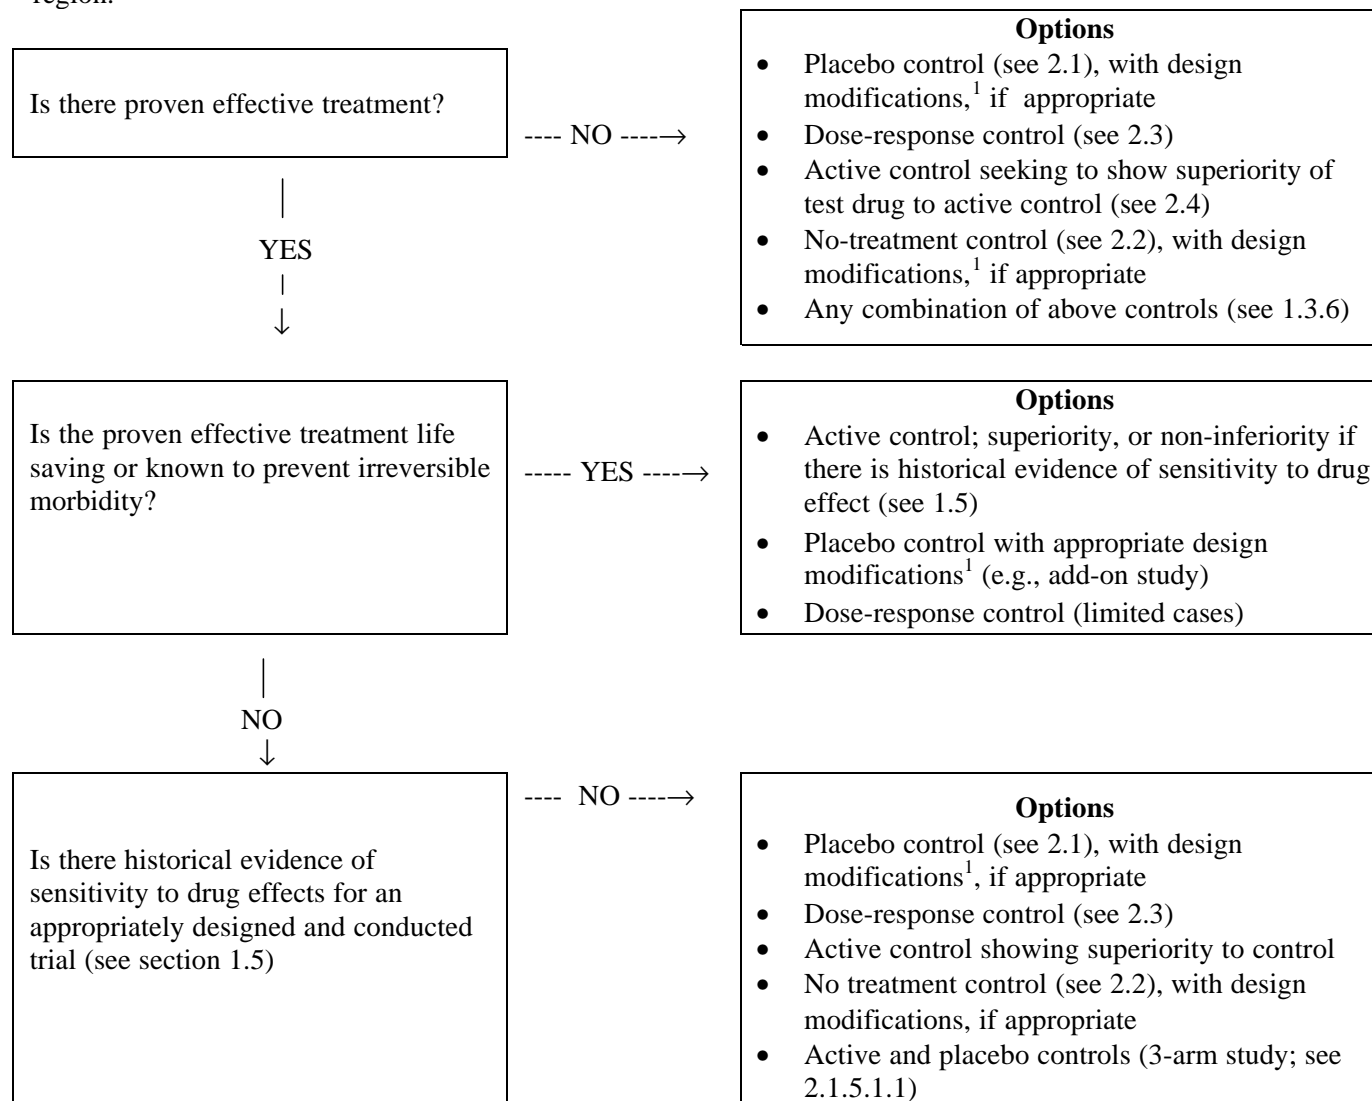 region.
Is there proven effective treatment?
---- NO ----→
Options
• Placebo control (see 2.1), with design
modifications,¹ if appropriate
• Dose-response control (see 2.3)
• Active control seeking to show superiority of
test drug to active control (see 2.4)
• No-treatment control (see 2.2), with design
modifications,¹ if appropriate
• Any combination of above controls (see 1.3.6)
YES
Is the proven effective treatment life
saving or known to prevent irreversible
morbidity?
----- YES ----→
Options
• Active control; superiority, or non-inferiority if
there is historical evidence of sensitivity to drug
effect (see 1.5)
• Placebo control with appropriate design
modifications¹ (e.g., add-on study)
• Dose-response control (limited cases)
NO
Is there historical evidence of
sensitivity to drug effects for an
appropriately designed and conducted
trial (see section 1.5)
---- NO ----→
Options
• Placebo control (see 2.1), with design
modifications¹, if appropriate
• Dose-response control (see 2.3)
• Active control showing superiority to control
• No treatment control (see 2.2), with design
modifications, if appropriate
• Active and placebo controls (3-arm study; see
2.1.5.1.1)